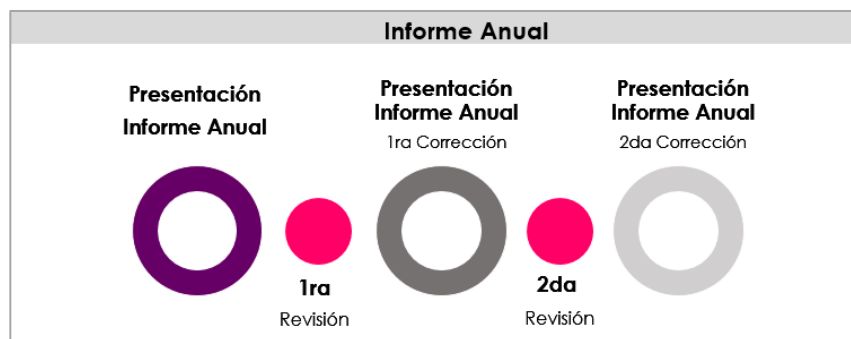 Informe Anual
Presentación
Informe Anual
1ra
Revisión
Presentación
Informe Anual
1ra Corrección
2da
Revisión
Presentación
Informe Anual
2da Corrección